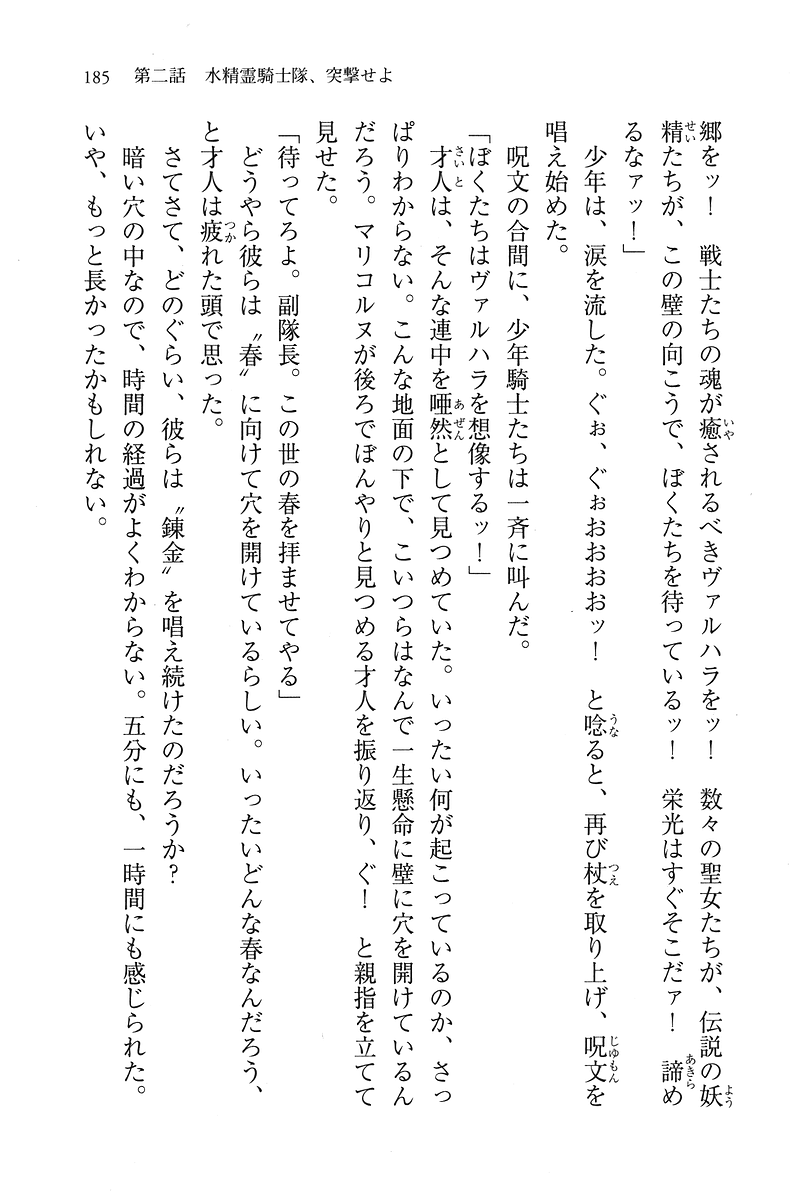 185　第二話　水精霊騎士隊、突撃せよ
郷をッ！　戦士たちの魂が癒されるべきヴァルハラをッ！　数々の聖女たちが、伝説の妖
精たちが、この壁の向こうで、ぼくたちを待っているッ！　栄光はすぐそこだァ！　諦め
るなァッ！」
　少年は、涙を流した。ぐぉ、ぐぉおおおおッ！　と唸ると、再び杖を取り上げ、呪文を
唱え始めた。
　呪文の合間に、少年騎士たちは一斉に叫んだ。
「ぼくたちはヴァルハラを想像するッ！」
　才人は、そんな連中を唖然として見つめていた。いったい何が起こっているのか、さっ
ぱりわからない。こんな地面の下で、こいつらはなんで一生懸命に壁に穴を開けているん
だろう。マリコルヌが後ろでぼんやりと見つめる才人を振り返り、ぐ！　と親指を立てて
見せた。
「待ってろよ。副隊長。この世の春を拝ませてやる」
　どうやら彼らは〝春〟に向けて穴を開けているらしい。いったいどんな春なんだろう、
と才人は疲れた頭で思った。
　さてさて、どのぐらい、彼らは〝錬金〟を唱え続けたのだろうか？
　暗い穴の中なので、時間の経過がよくわからない。五分にも、一時間にも感じられた。
いや、もっと長かったかもしれない。